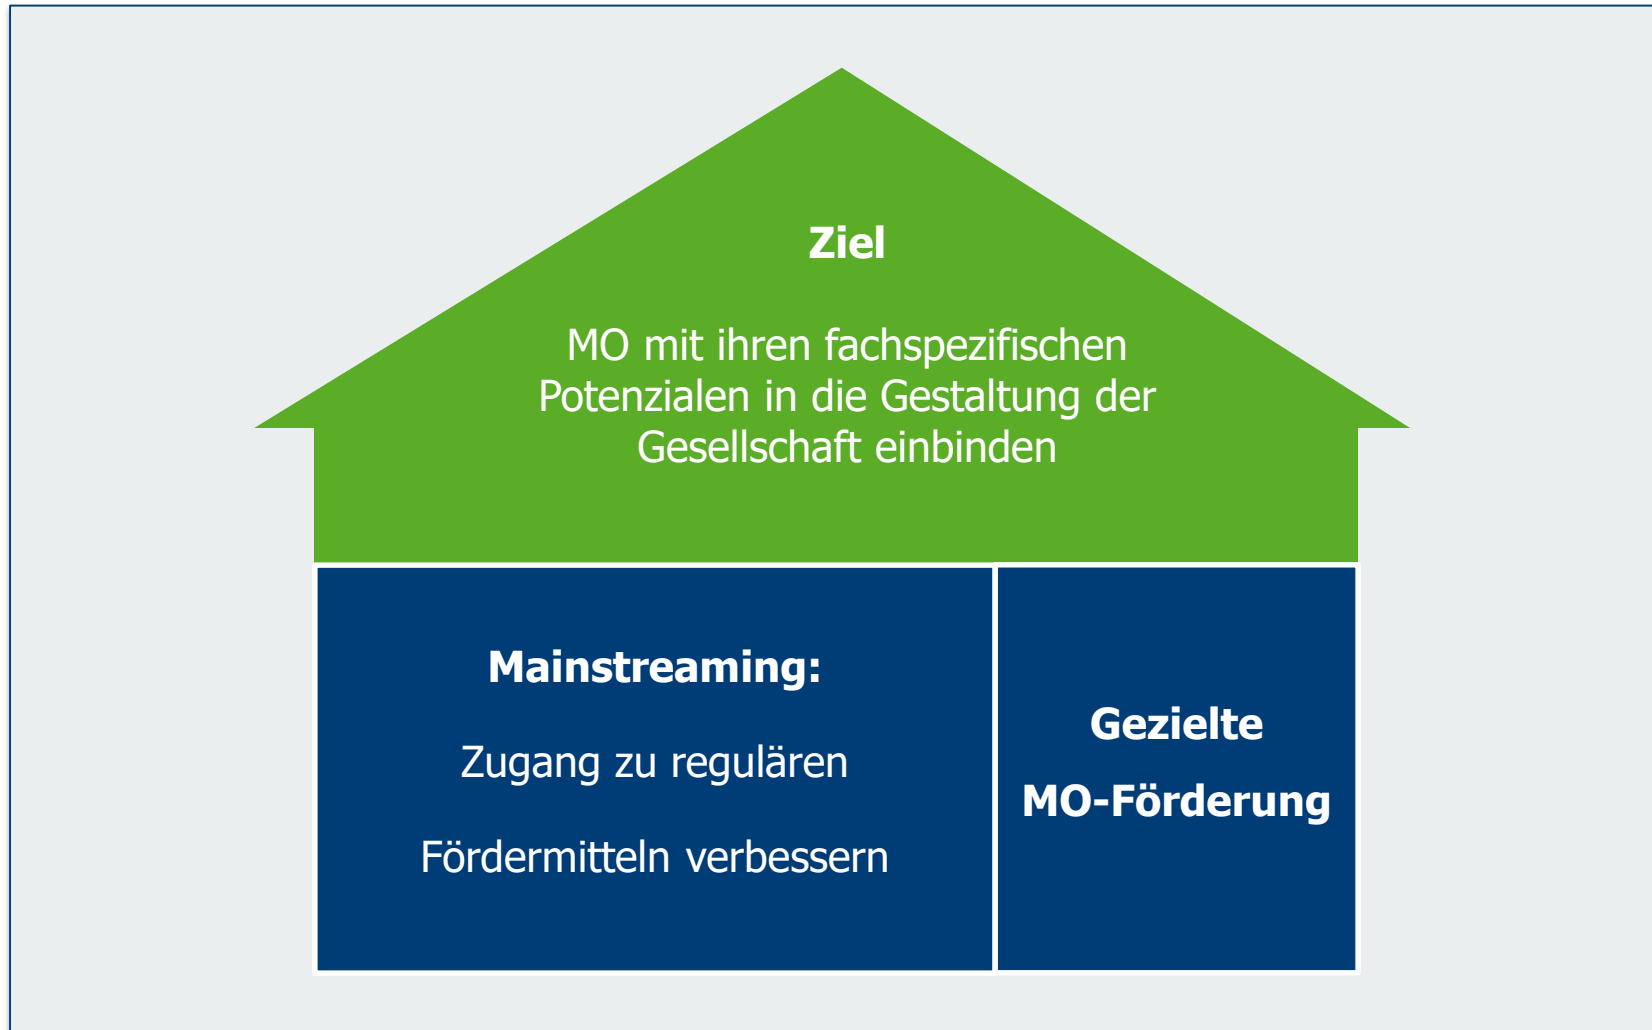 Ziel
MO mit ihren fachspezifischen
Potenzialen in die Gestaltung der
Gesellschaft einbinden
Mainstreaming:
Zugang zu regulären
Fördermitteln verbessern
Gezielte
MO-Förderung